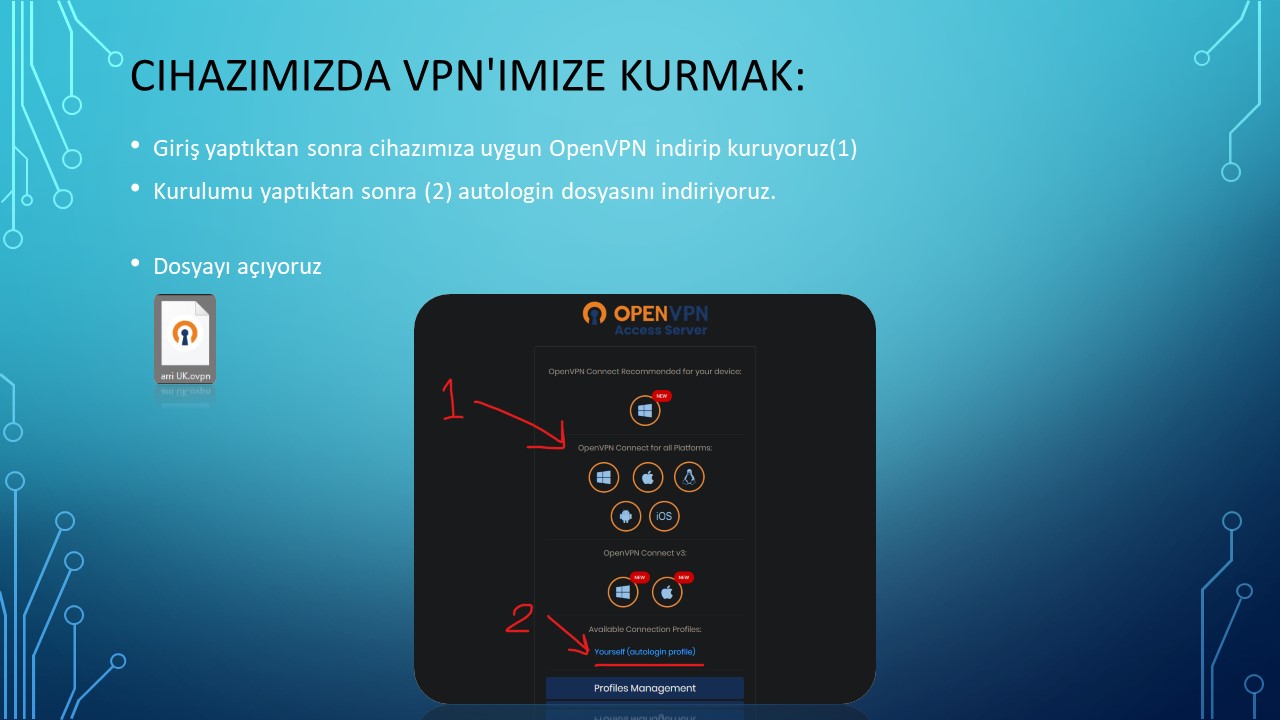 CIHAZIMIZDA VPN'IMIZE KURMAK:
• Giriş yaptıktan sonra cihazımıza uygun OpenVPN indirip kuruyoruz(1)
• Kurulumu yaptıktan sonra (2) autologin dosyasını indiriyoruz.
• Dosyayı açıyoruz
arri UK.ovpn
OPENVPN
Access Server
OpenVPN Connect Recommended for your device:
NEW
1
OpenVPN Connect for all Platforms:
iOS
OpenVPN Connect v3:
NEW NEW
2
Available Connection Profiles:
Yourself (autologin profile)
Profiles Management